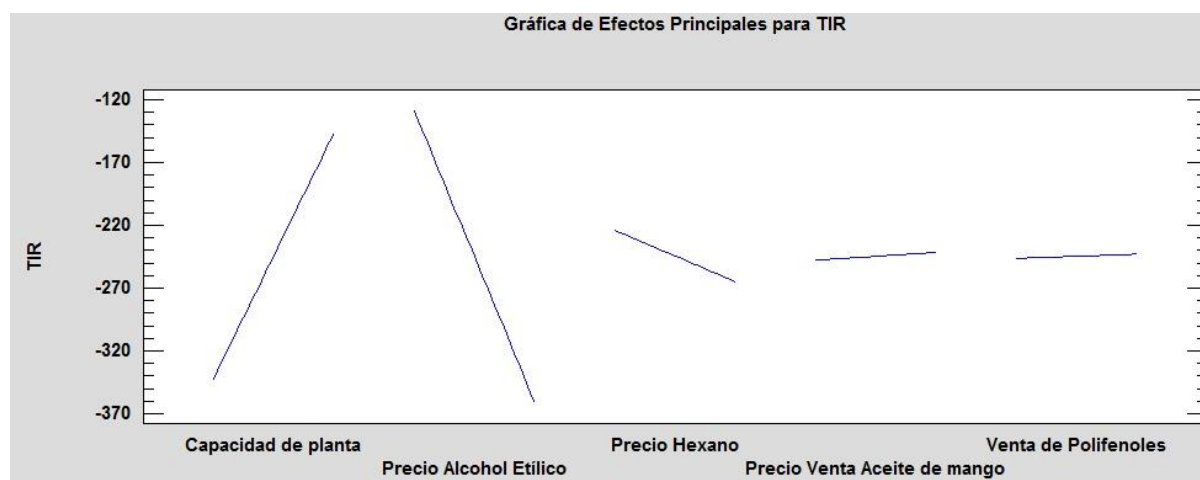 Gráfica de Efectos Principales para TIR
-120
-170
-220
-270
-320
-370
TIR
Capacidad de planta
Precio Alcohol Etílico
Precio Hexano
Precio Venta Aceite de mango
Venta de Polifenoles